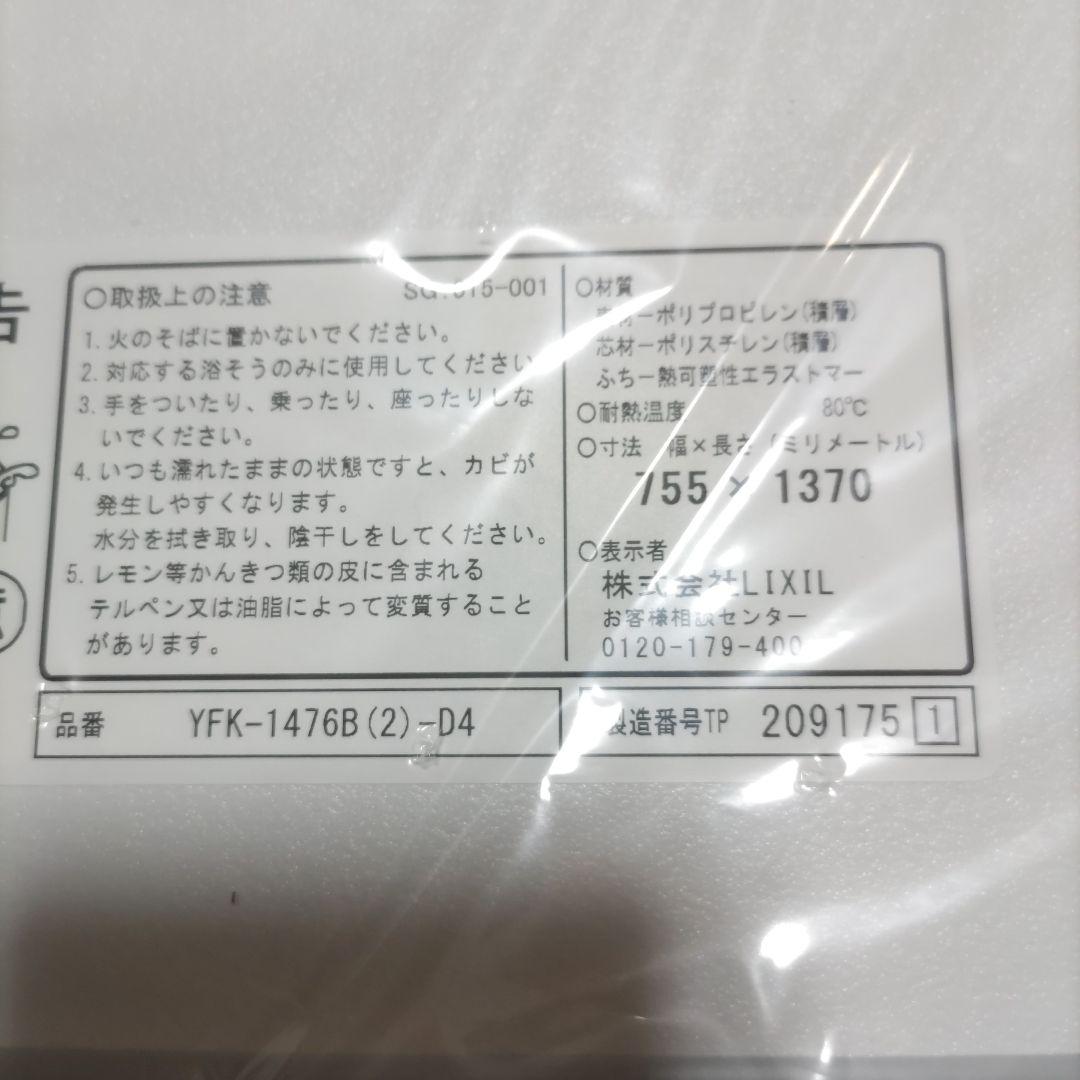 告
○取扱上の注意
1. 火のそばに置かないでください。
2. 対応する浴そうのみに使用してください
3. 手をついたり、乗ったり、座ったりしな
いでください。
4. いつも濡れたままの状態ですと、カビが
発生しやすくなります。
水分を拭き取り、陰干しをしてください。
5. レモン等かんきつ類の皮に含まれる
テルペン又は油脂によって変質すること
があります。
○材質
ーポリプロピレン(積層)
芯材ーポリスチレン(積層)
ふちー熱可塑性エラストマー
○耐熱温度 80℃
○寸法 幅×長さ (ミリメートル)
755 × 1370
○表示者
株式会社LIXIL
お客様相談センター
0120-179-400
品番 YFK-1476B(2)-D4
製造番号TP 209175 1